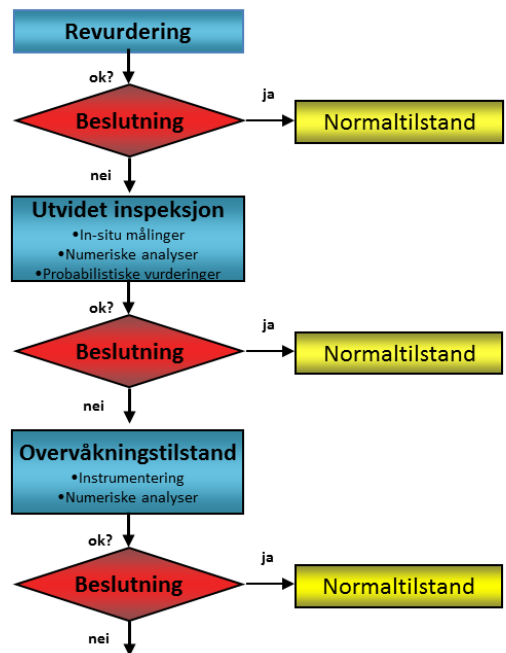 Revurdering
ok?
ja
Beslutning
Normaltilstand
nei
Utvidet inspeksjon
•In-situ målinger
•Numeriske analyser
•Probabilistiske vurderinger
ok?
ja
Beslutning
Normaltilstand
nei
Overvåkningstilstand
•Instrumentering
•Numeriske analyser
ok?
ja
Beslutning
Normaltilstand
nei